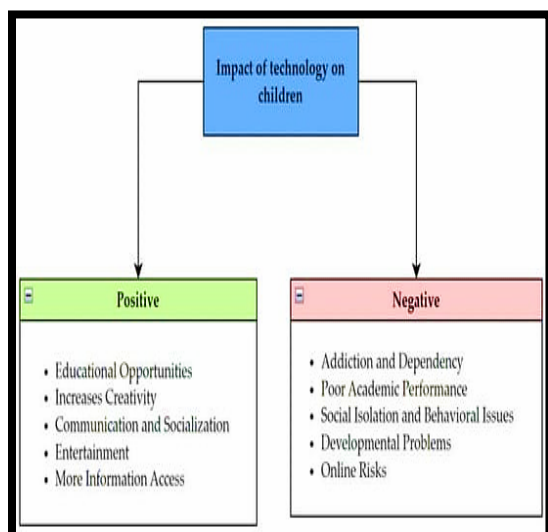 Impact of technology on
children
Positive
Educational Opportunities
Increases Creativity
Communication and Socialization
Entertainment
More Information Access
Negative
Addiction and Dependency
Poor Academic Performance
Social Isolation and Behavioral Issues
Developmental Problems
Online Risks